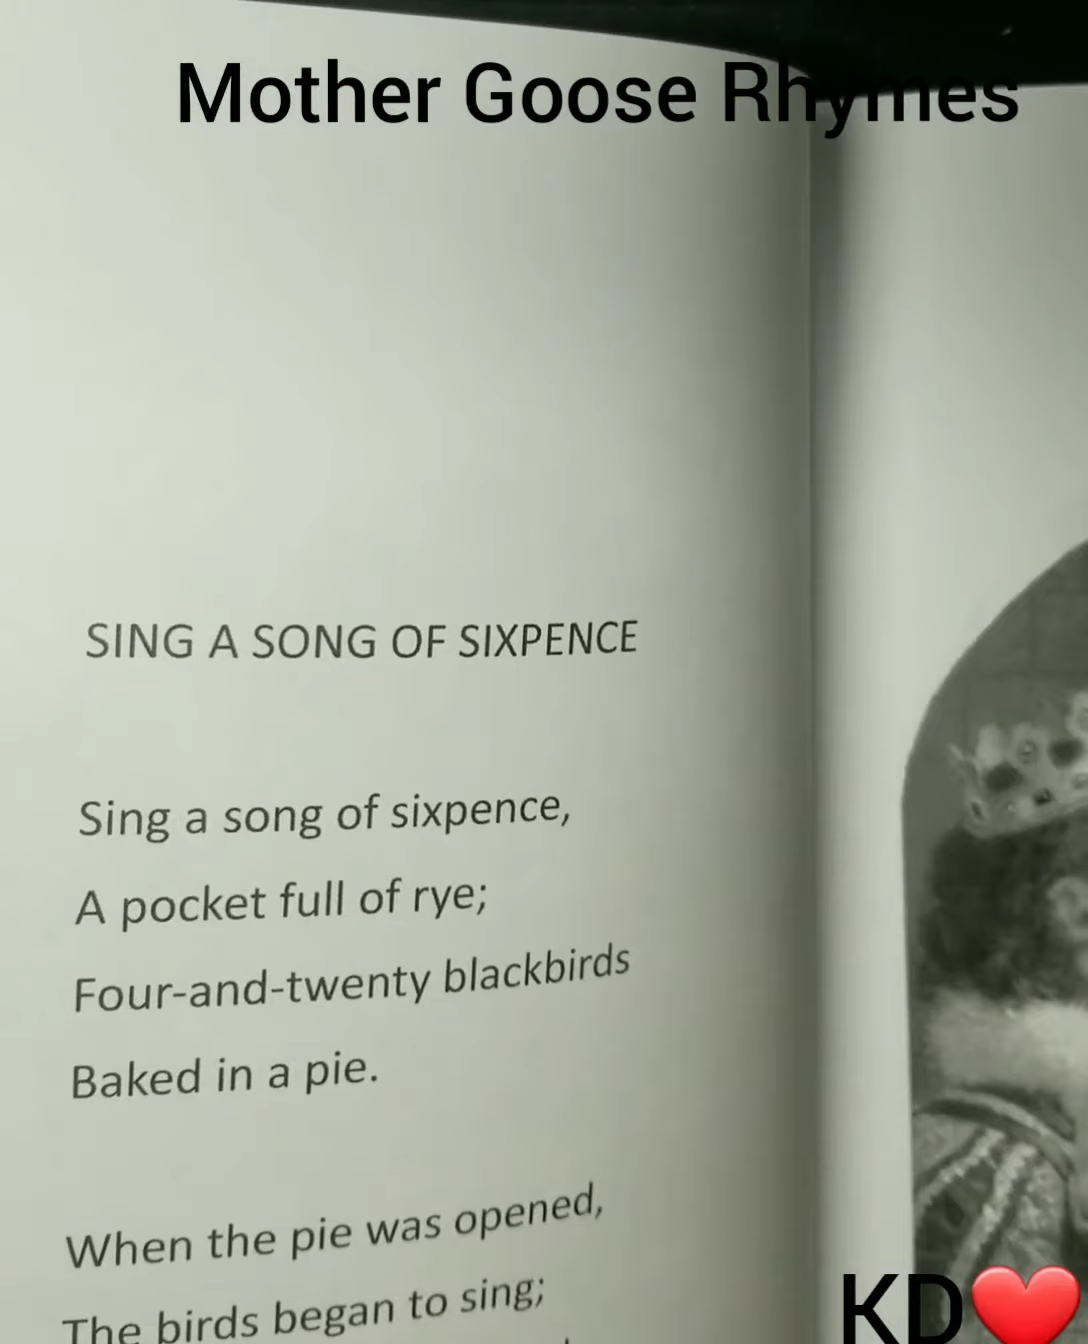 Mother Goose Rhymes
SING A SONG OF SIXPENCE
Sing a song of sixpence,
A pocket full of rye;
Four-and-twenty blackbirds
Baked in a pie.
When the pie was opened,
The birds began to sing;
KD❤️